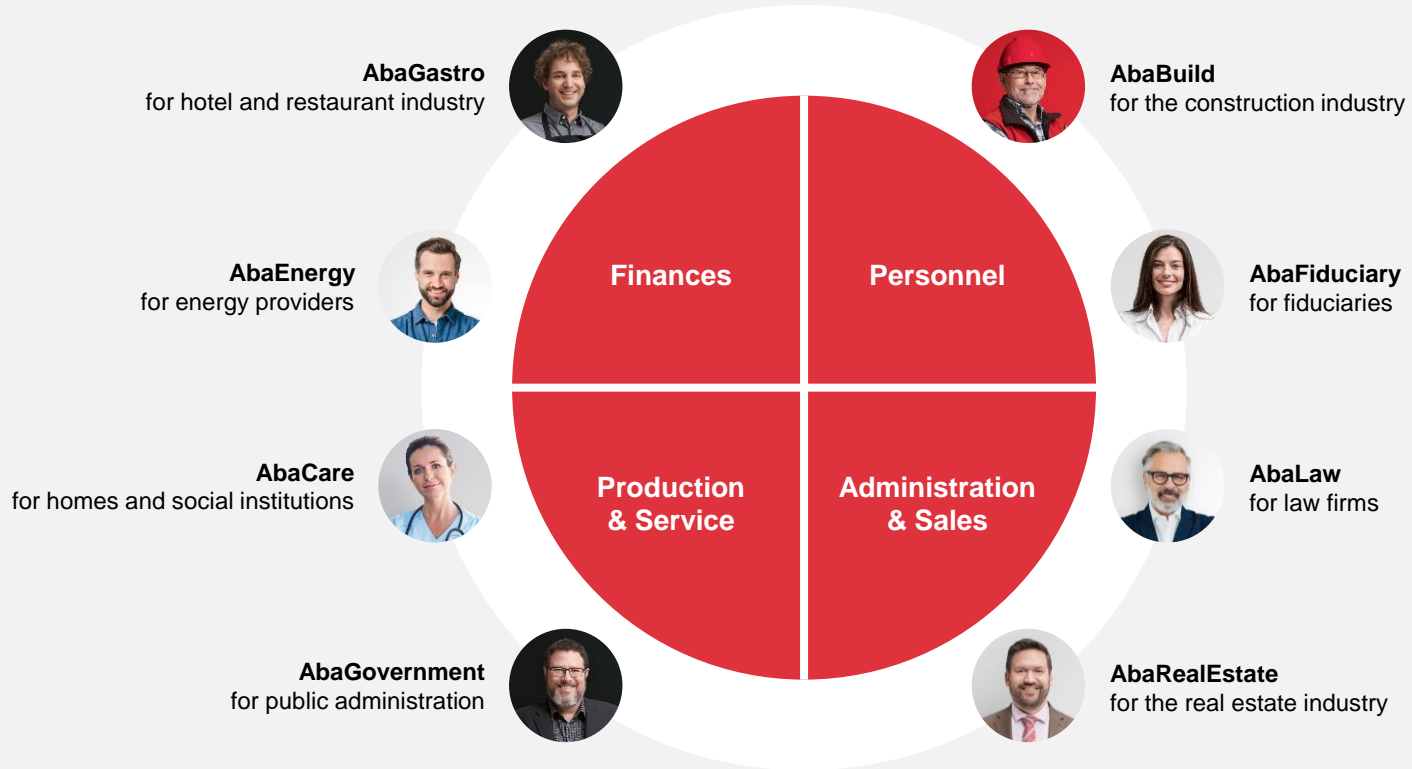 AbaGastro
for hotel and restaurant industry
AbaBuild
for the construction industry
AbaEnergy
for energy providers
Finances
Personnel
AbaFiduciary
for fiduciaries
AbaCare
for homes and social institutions
Production
& Service
Administration
& Sales
AbaLaw
for law firms
AbaGovernment
for public administration
AbaRealEstate
for the real estate industry